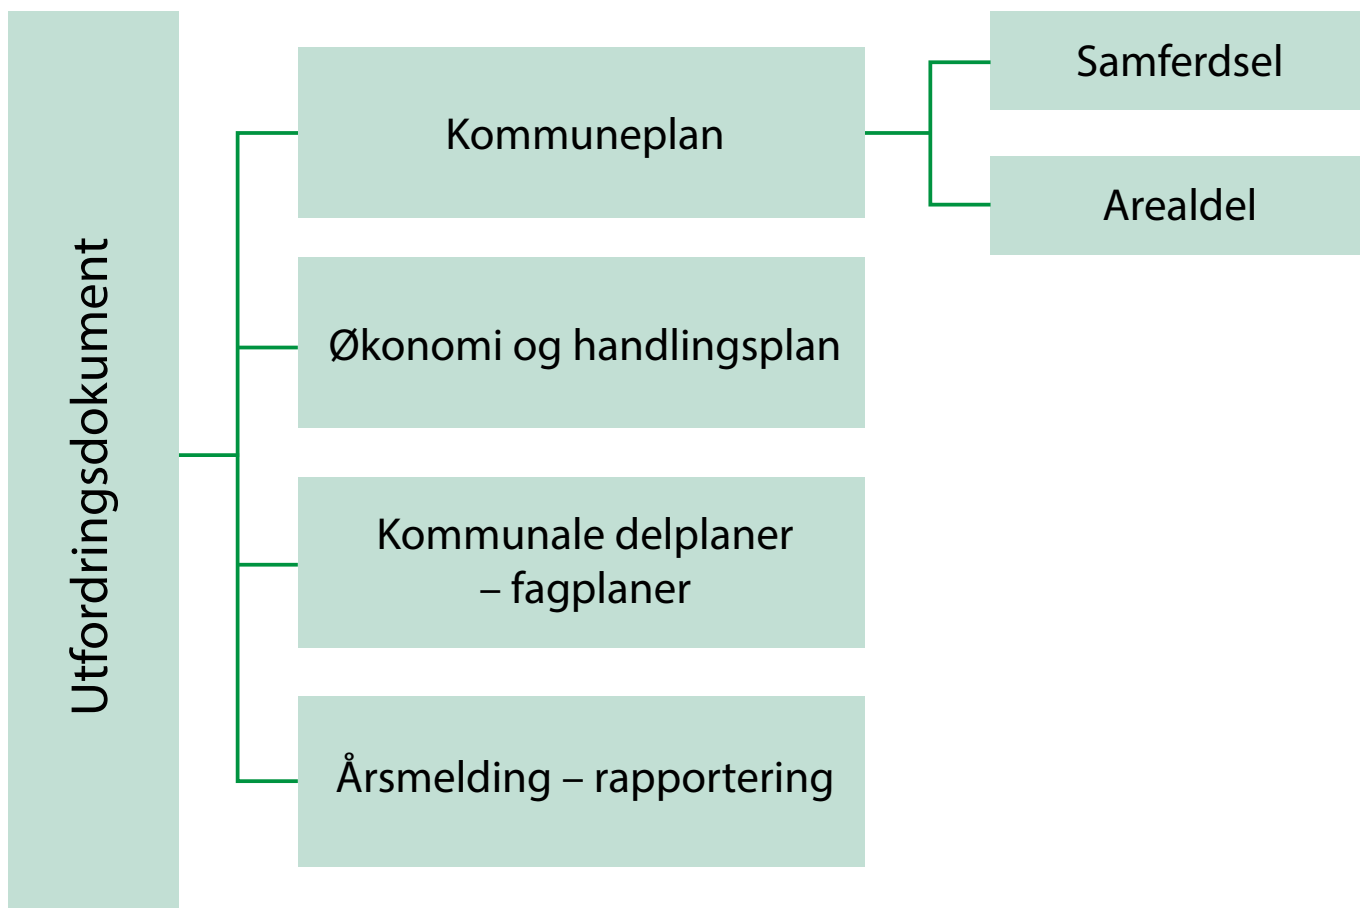 Utfordringsdokument
Kommuneplan
Samferdsel
Arealdel
Økonomi og handlingsplan
Kommunale delplaner
– fagplaner
Årsmelding – rapportering